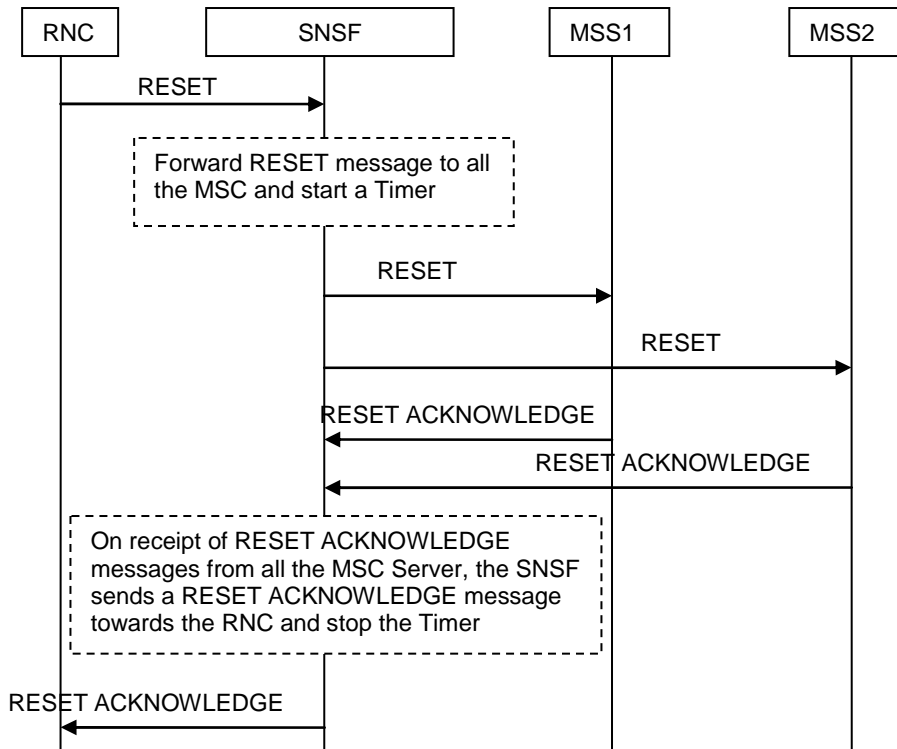 RNC
SNSF
MSS1
MSS2
RESET
Forward RESET message to all
the MSC and start a Timer
RESET
RESET
RESET ACKNOWLEDGE
RESET ACKNOWLEDGE
On receipt of RESET ACKNOWLEDGE
messages from all the MSC Server, the SNSF
sends a RESET ACKNOWLEDGE message
towards the RNC and stop the Timer
RESET ACKNOWLEDGE